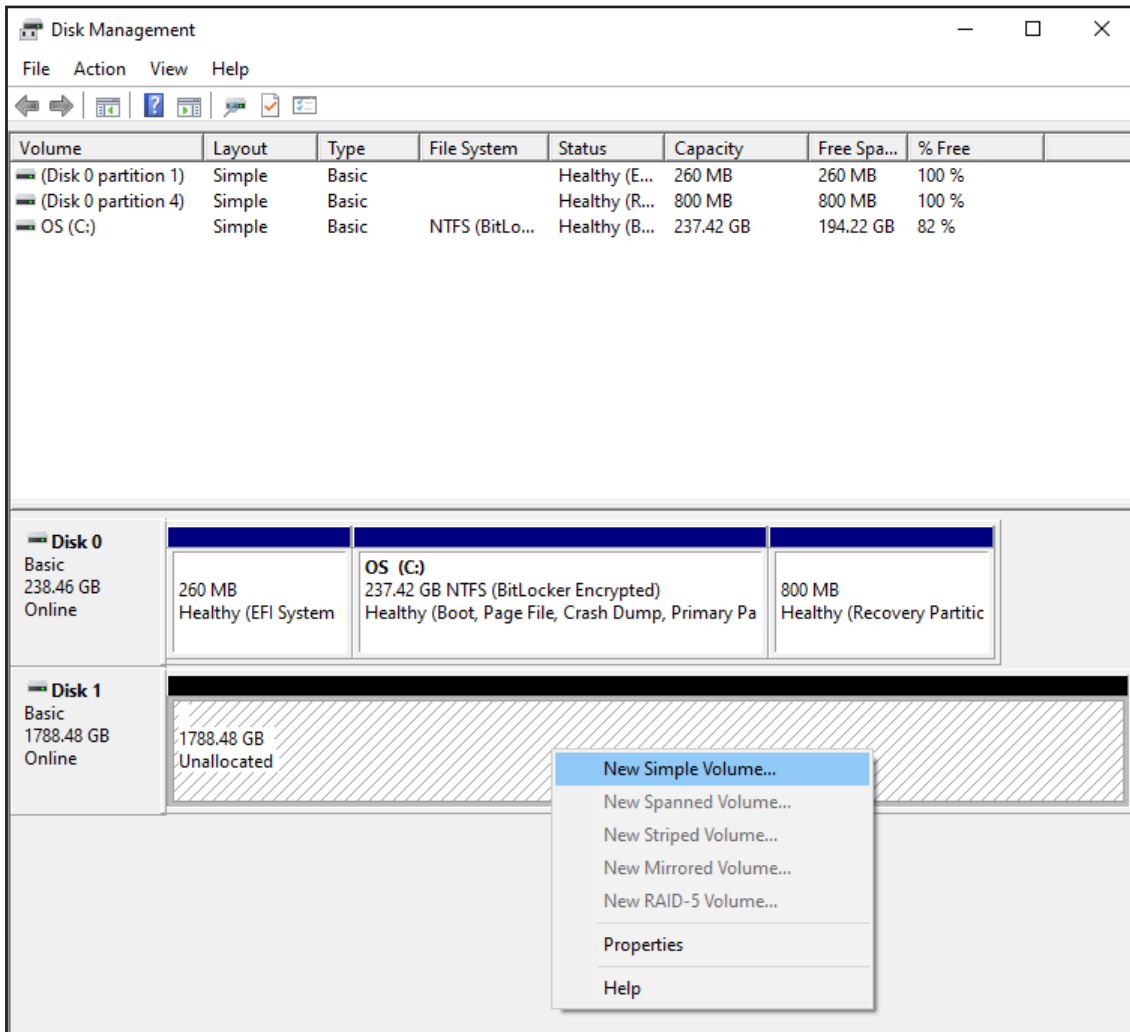 Disk Management
File Action View Help
Volume Layout Type File System Status Capacity Free Spa... % Free
(Disk 0 partition 1) Simple Basic Healthy (E... 260 MB 260 MB 100 %
(Disk 0 partition 4) Simple Basic Healthy (R... 800 MB 800 MB 100 %
OS (C:) Simple Basic NTFS (BitLo... Healthy (B... 237.42 GB 194.22 GB 82 %
Disk 0
Basic
238.46 GB
Online
260 MB
Healthy (EFI System
OS (C:)
237.42 GB NTFS (BitLocker Encrypted)
Healthy (Boot, Page File, Crash Dump, Primary Pa
800 MB
Healthy (Recovery Partitic
Disk 1
Basic
1788.48 GB
Online
1788.48 GB
Unallocated
New Simple Volume...
New Spanned Volume...
New Striped Volume...
New Mirrored Volume...
New RAID-5 Volume...
Properties
Help